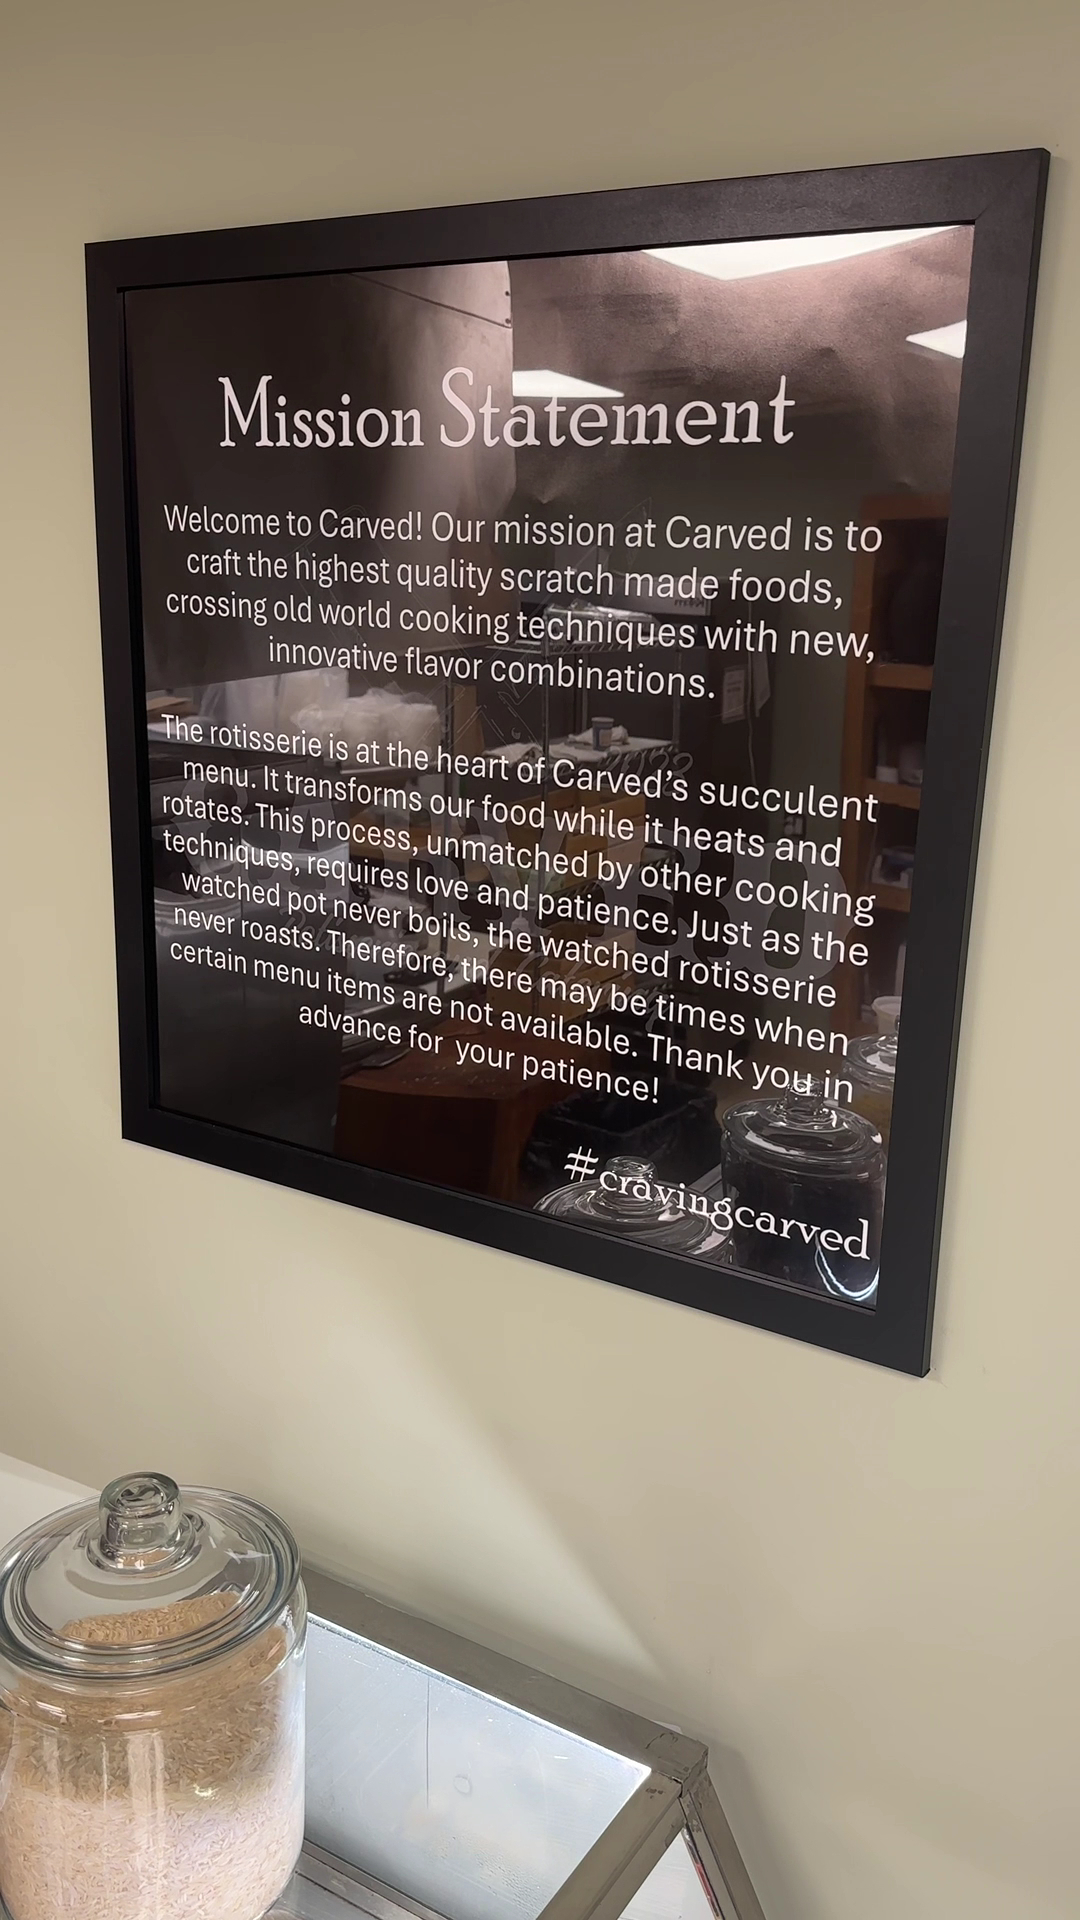 Mission Statement
Welcome to Carved! Our mission at Carved is to
craft the highest quality scratch made foods,
crossing old world cooking techniques with new,
innovative flavor combinations.
The rotisserie is at the heart of Carved's succulent
menu. It transforms our food while it heats and
rotates. This process, unmatched by other cooking
techniques, requires love and patience. Just as the
watched pot never boils, the watched rotisserie
never roasts. Therefore, there may be times when
certain menu items are not available. Thank you in
advance for your patience!
#cravingcarved
2022
CARVED